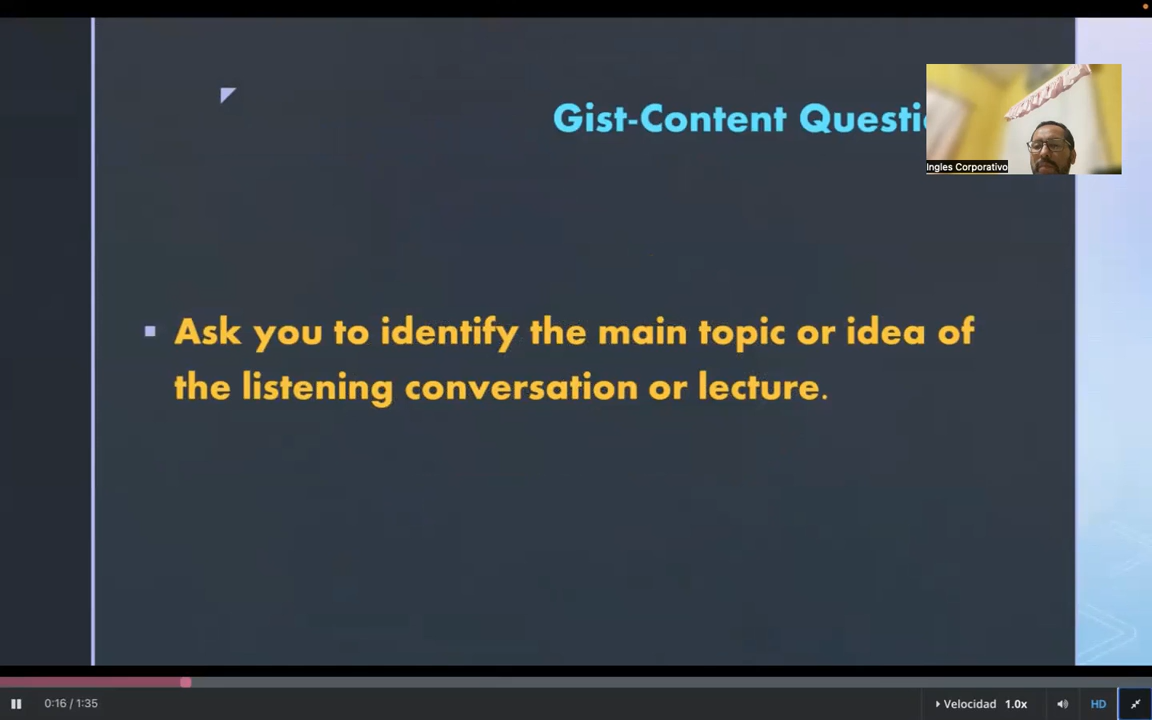 Gist-Content Questi
Ingles Corporativo
Ask you to identify the main topic or idea of
the listening conversation or lecture.
0:16 / 1:35
Velocidad 1.0x
HD